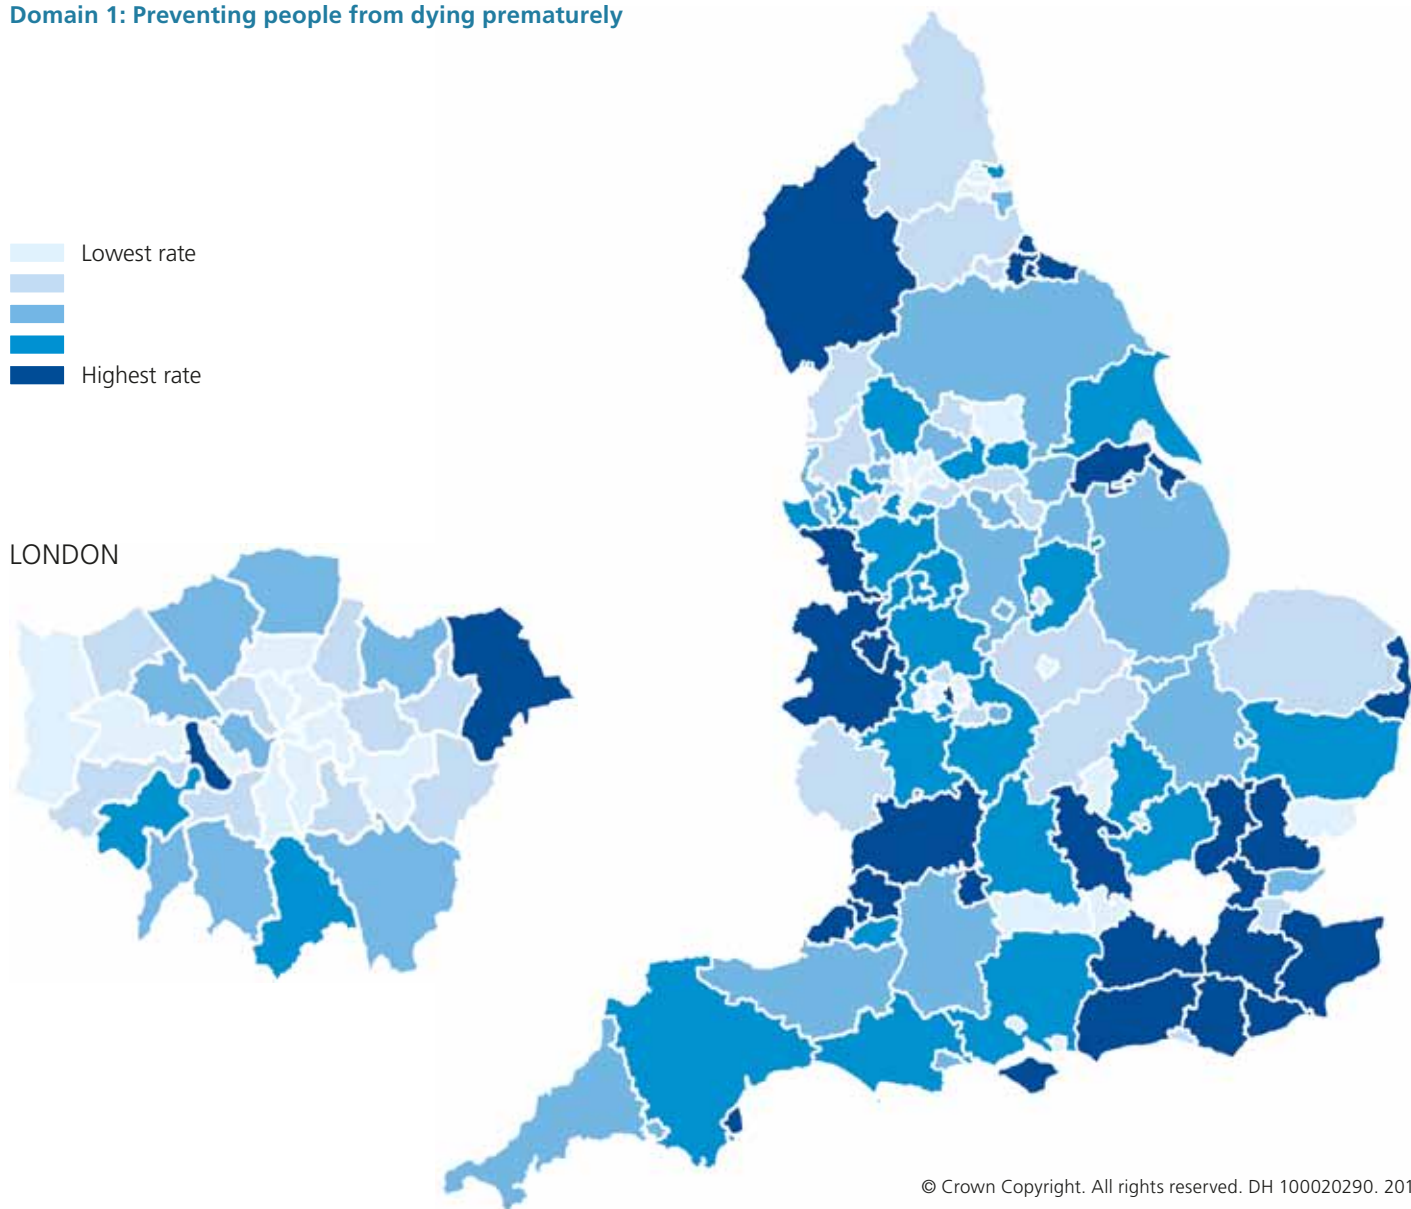 Domain 1: Preventing people from dying prematurely
Lowest rate
Highest rate
LONDON
© Crown Copyright. All rights reserved. DH 100020290. 201